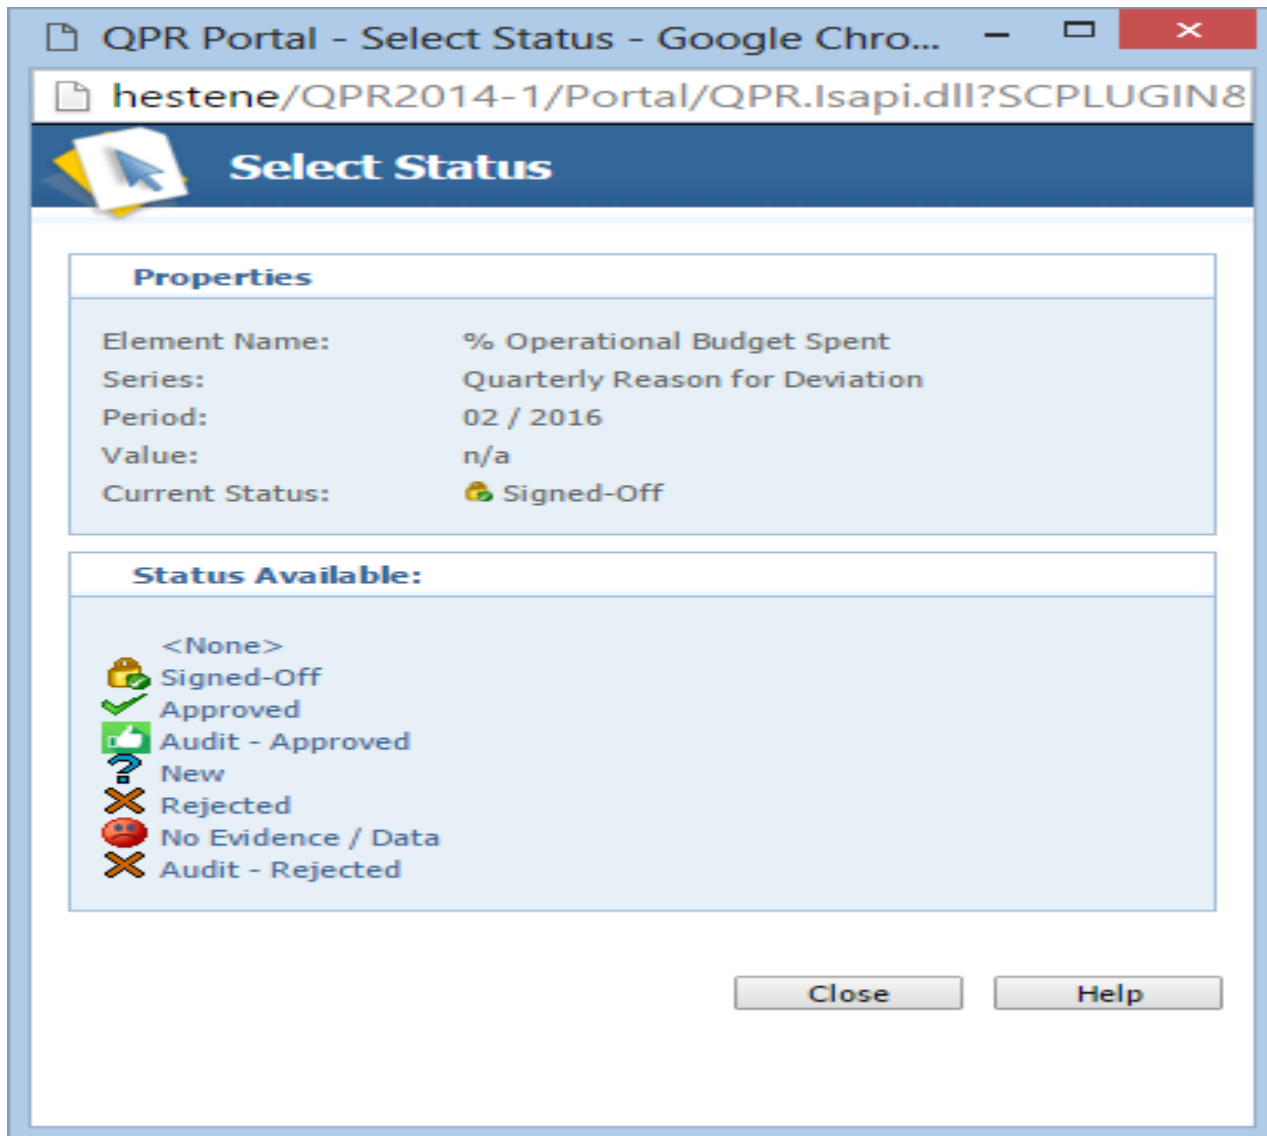 QPR Portal - Select Status - Google Chro...
hestene/QPR2014-1/Portal/QPR.Isapi.dll?SCPLUGIN&
Select Status
Properties
Element Name: % Operational Budget Spent
Series: Quarterly Reason for Deviation
Period: 02 / 2016
Value: n/a
Current Status: Signed-Off
Status Available:
<None>
Signed-Off
Approved
Audit - Approved
New
Rejected
No Evidence / Data
Audit - Rejected
Close Help